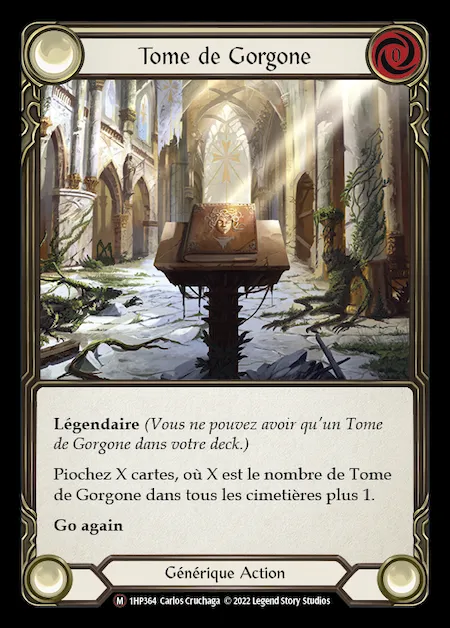 Tome de Gorgone
0
Légendaire (Vous ne pouvez avoir qu'un Tome
de Gorgone dans votre deck.)
Piochez X cartes, où X est le nombre de Tome
de Gorgone dans tous les cimetières plus 1.
Go again
Générique Action
M 1HP364 Carlos Cruchaga © 2022 Legend Story Studios